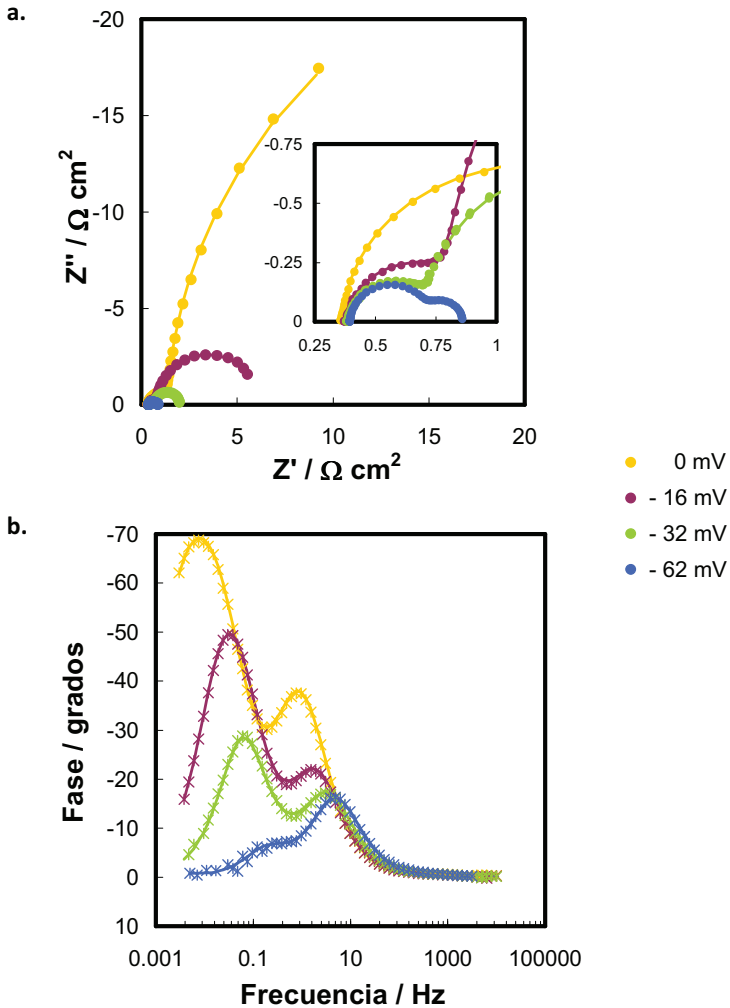 a.
-20
-15
-10
-5
0
Z'' / Ω cm²
0 5 10 15 20
Z' / Ω cm²
-0.75
-0.5
-0.25
0
0.25 0.5 0.75 1
0 mV
- 16 mV
- 32 mV
- 62 mV
b.
-70
-60
-50
-40
-30
-20
-10
0
10
Fase / grados
0.001 0.1 10 1000 100000
Frecuencia / Hz